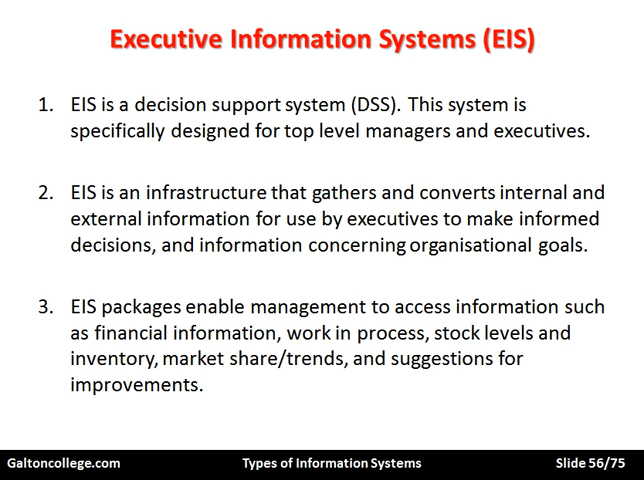 Executive Information Systems (EIS)
1. EIS is a decision support system (DSS). This system is
specifically designed for top level managers and executives.
2. EIS is an infrastructure that gathers and converts internal and
external information for use by executives to make informed
decisions, and information concerning organisational goals.
3. EIS packages enable management to access information such
as financial information, work in process, stock levels and
inventory, market share/trends, and suggestions for
improvements.
Galtoncollege.com Types of Information Systems Slide 56/75